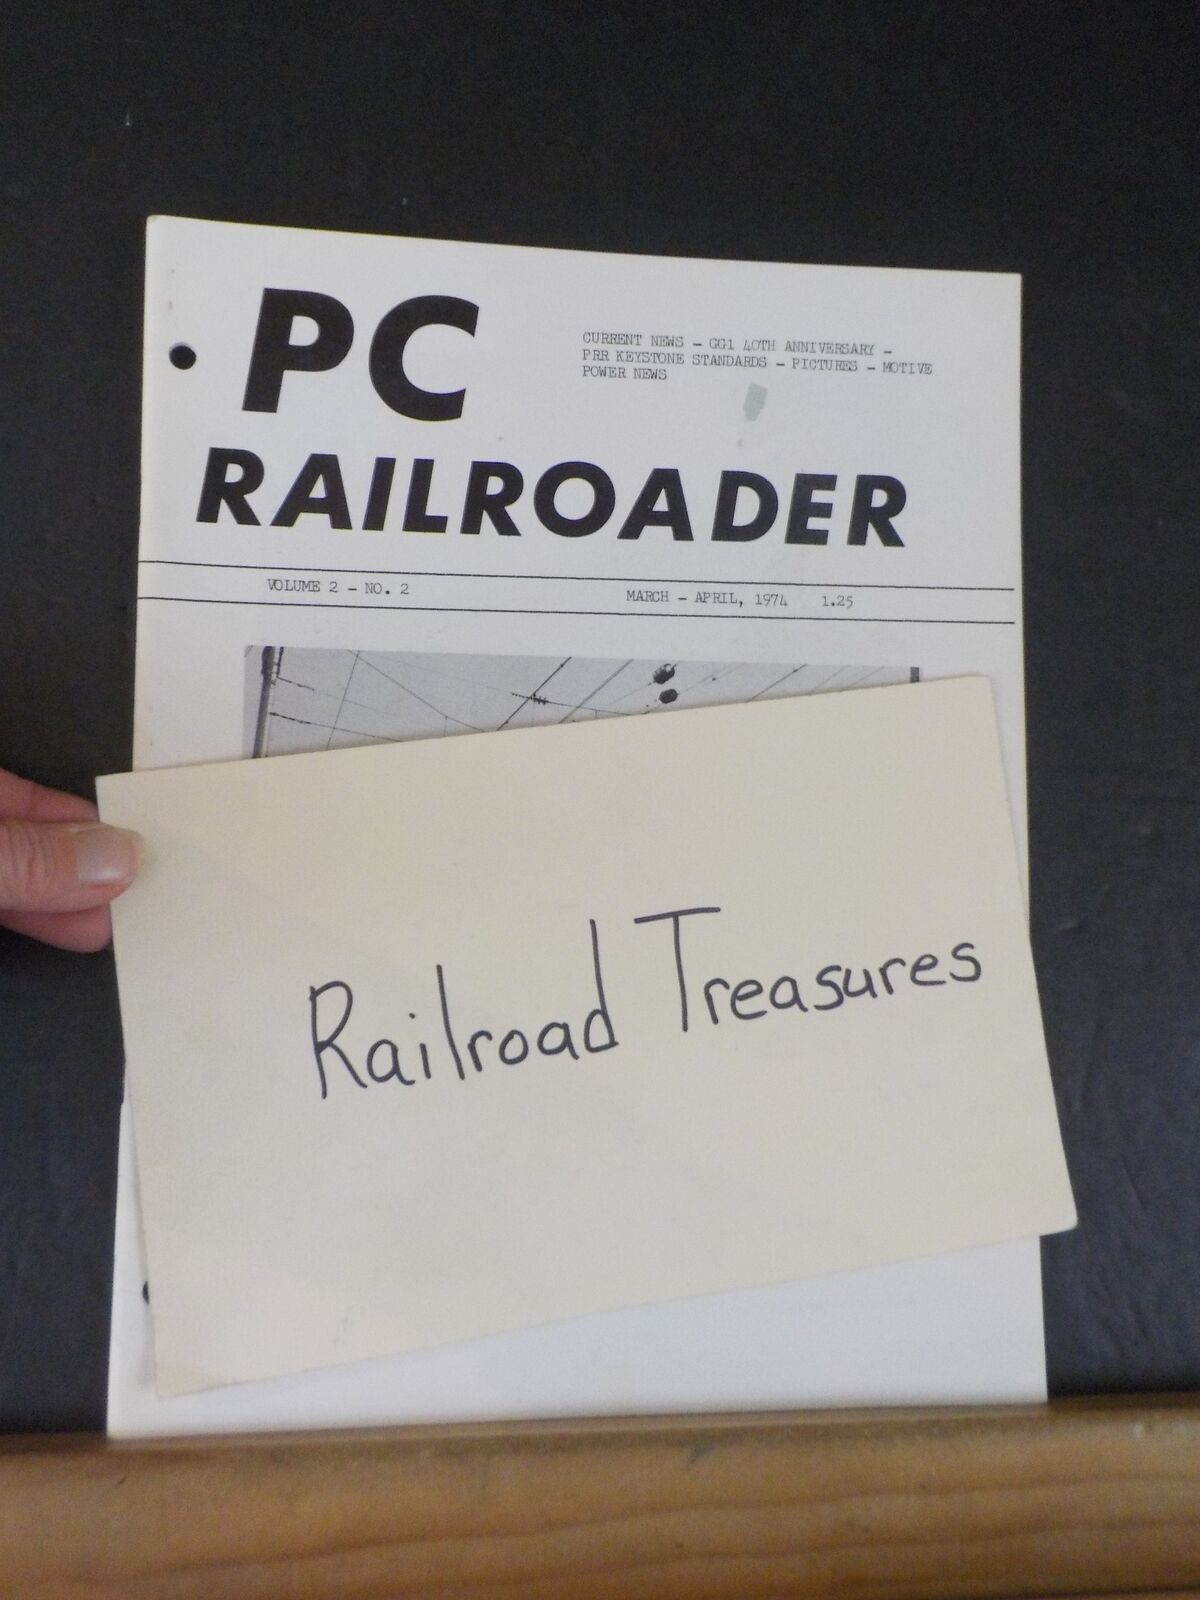 PC
CURRENT NEWS - GG1 40TH ANNIVERSARY -
PRR KEYSTONE STANDARDS - PICTURES - MOTIVE
POWER NEWS
RAILROADER
VOLUME 2 - NO. 2 MARCH - APRIL, 1974 1.25
Railroad Treasures